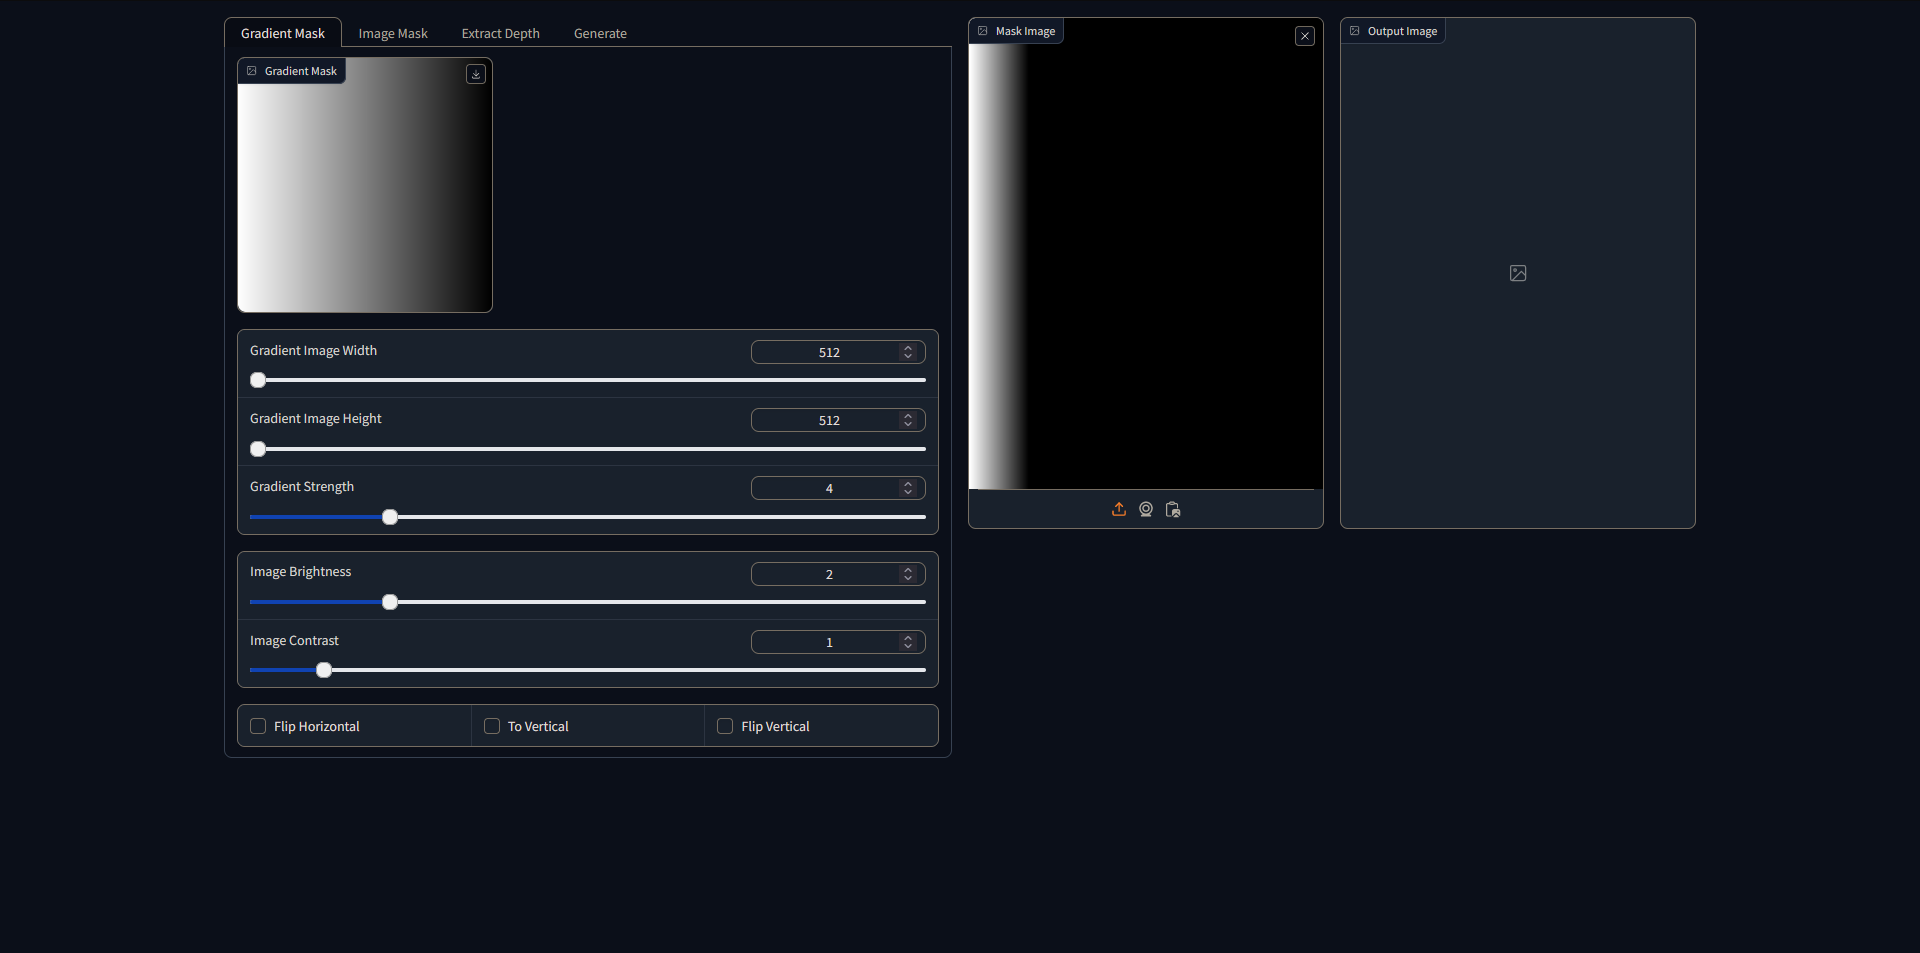 Gradient Mask
Image Mask
Extract Depth
Generate
Gradient Mask
Gradient Image Width
512
Gradient Image Height
512
Gradient Strength
4
Image Brightness
2
Image Contrast
1
Flip Horizontal
To Vertical
Flip Vertical
Mask Image
Output Image